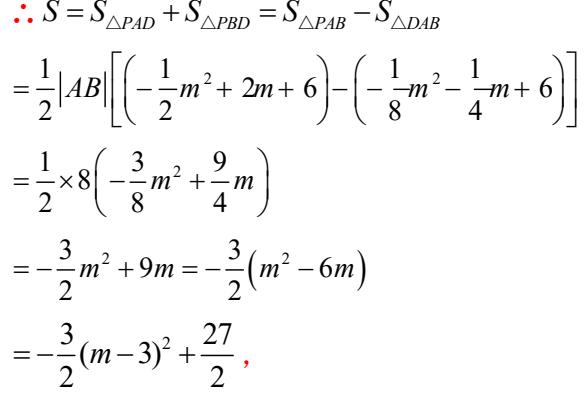 ∴ S = S△PAD + S△PBD = S△PAB − S△DAB
= 1/2|AB|[(−1/2m² + 2m + 6) − (−1/8m² − 1/4m + 6)]
= 1/2 × 8(−3/8m² + 9/4m)
= −3/2m² + 9m = −3/2(m² − 6m)
= −3/2(m − 3)² + 27/2，